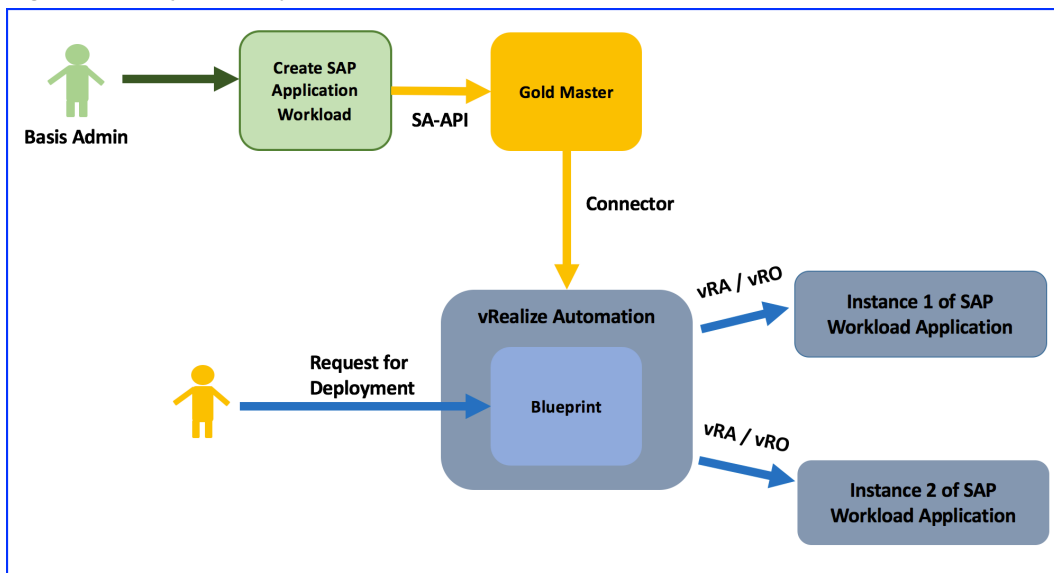 Create SAP
Application
Workload
Gold Master
Basis Admin
SA-API
Connector
vRA / vRO
vRealize Automation
Instance 1 of SAP
Workload Application
Request for
Deployment
Blueprint
vRA / vRO
Instance 2 of SAP
Workload Application